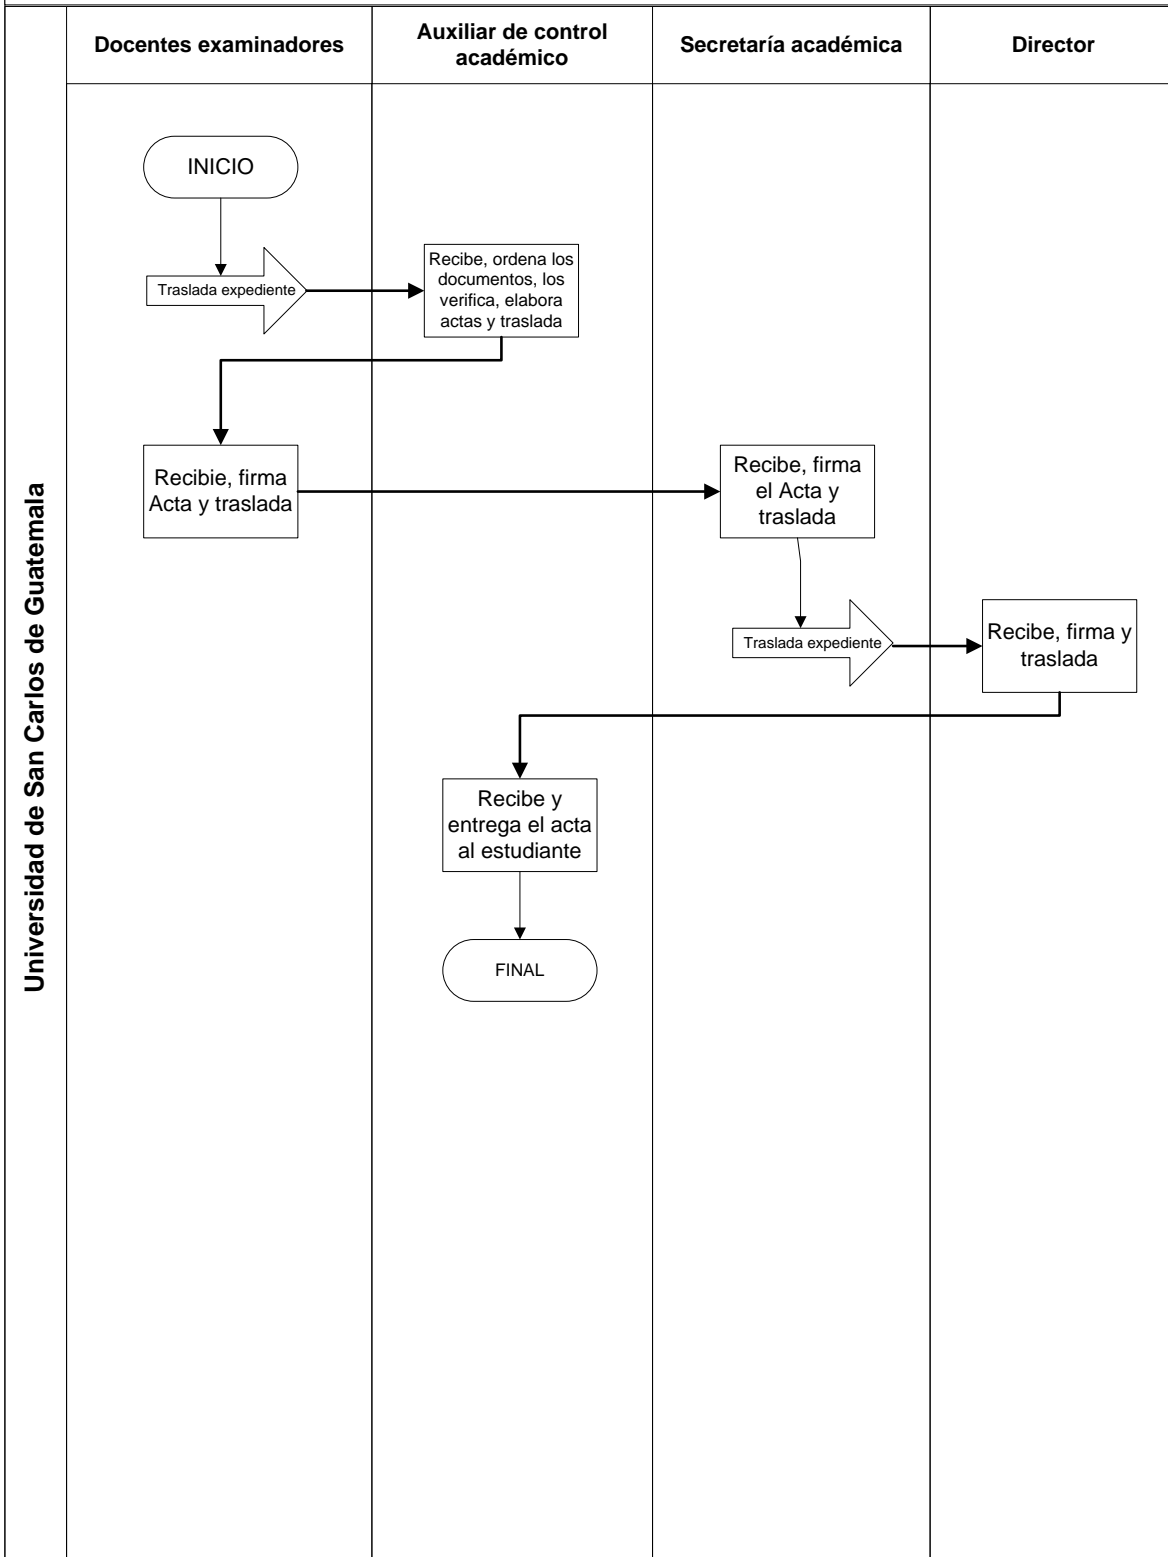 Docentes examinadores
Auxiliar de control
académico
Secretaría académica
Director
Universidad de San Carlos de Guatemala
INICIO
Traslada expediente
Recibe, ordena los
documentos, los
verifica, elabora
actas y traslada
Recibie, firma
Acta y traslada
Recibe, firma
el Acta y
traslada
Traslada expediente
Recibe, firma y
traslada
Recibe y
entrega el acta
al estudiante
FINAL